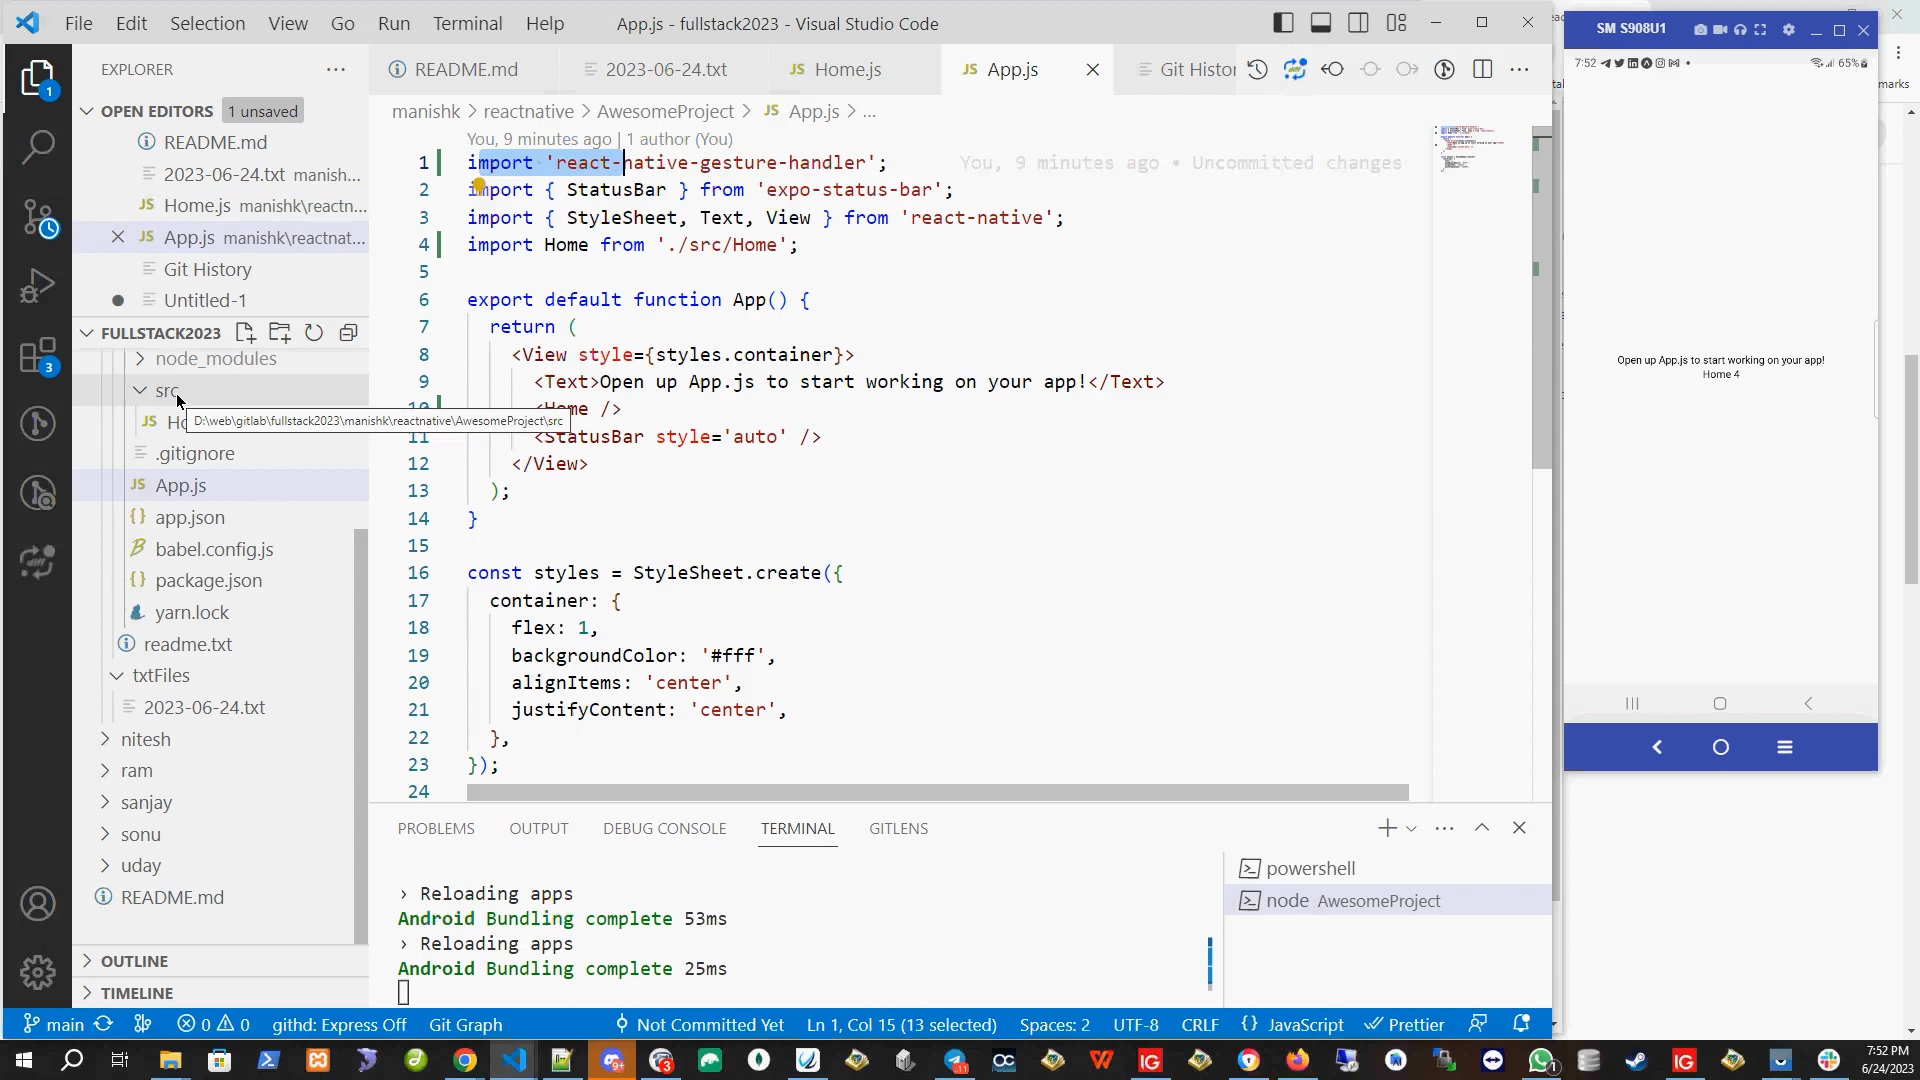 File Edit Selection View Go Run Terminal Help
App.js - fullstack2023 - Visual Studio Code
EXPLORER
OPEN EDITORS 1 unsaved
README.md
2023-06-24.txt manish...
Home.js manishk\reactn...
App.js manishk\reactnat...
Git History
Untitled-1
FULLSTACK2023
node_modules
src
D:\web\gitlab\fullstack2023\manishk\reactnative\AwesomeProject\src
.gitignore
App.js
app.json
babel.config.js
package.json
yarn.lock
readme.txt
txtFiles
2023-06-24.txt
nitesh
ram
sanjay
sonu
uday
README.md
OUTLINE
TIMELINE
README.md 2023-06-24.txt Home.js App.js Git Histor
manishk > reactnative > AwesomeProject > JS App.js > ...
You, 9 minutes ago | 1 author (You)
1 import 'react-native-gesture-handler'; You, 9 minutes ago • Uncommitted changes
2 import { StatusBar } from 'expo-status-bar';
3 import { StyleSheet, Text, View } from 'react-native';
4 import Home from './src/Home';
5
6 export default function App() {
7 return (
8 <View style={styles.container}>
9 <Text>Open up App.js to start working on your app!</Text>
10 <Home />
11 <StatusBar style='auto' />
12 </View>
13 );
14 }
15
16 const styles = StyleSheet.create({
17 container: {
18 flex: 1,
19 backgroundColor: '#fff',
20 alignItems: 'center',
21 justifyContent: 'center',
22 },
23 });
24
PROBLEMS OUTPUT DEBUG CONSOLE TERMINAL GITLENS
› Reloading apps
Android Bundling complete 53ms
› Reloading apps
Android Bundling complete 25ms
powershell
node AwesomeProject
main 0 0 githd: Express Off Git Graph Not Committed Yet Ln 1, Col 15 (13 selected) Spaces: 2 UTF-8 CRLF {} JavaScript Prettier
SM S908U1
7:52 65%
Open up App.js to start working on your app!
Home 4
marks
7:52 PM
6/24/2023